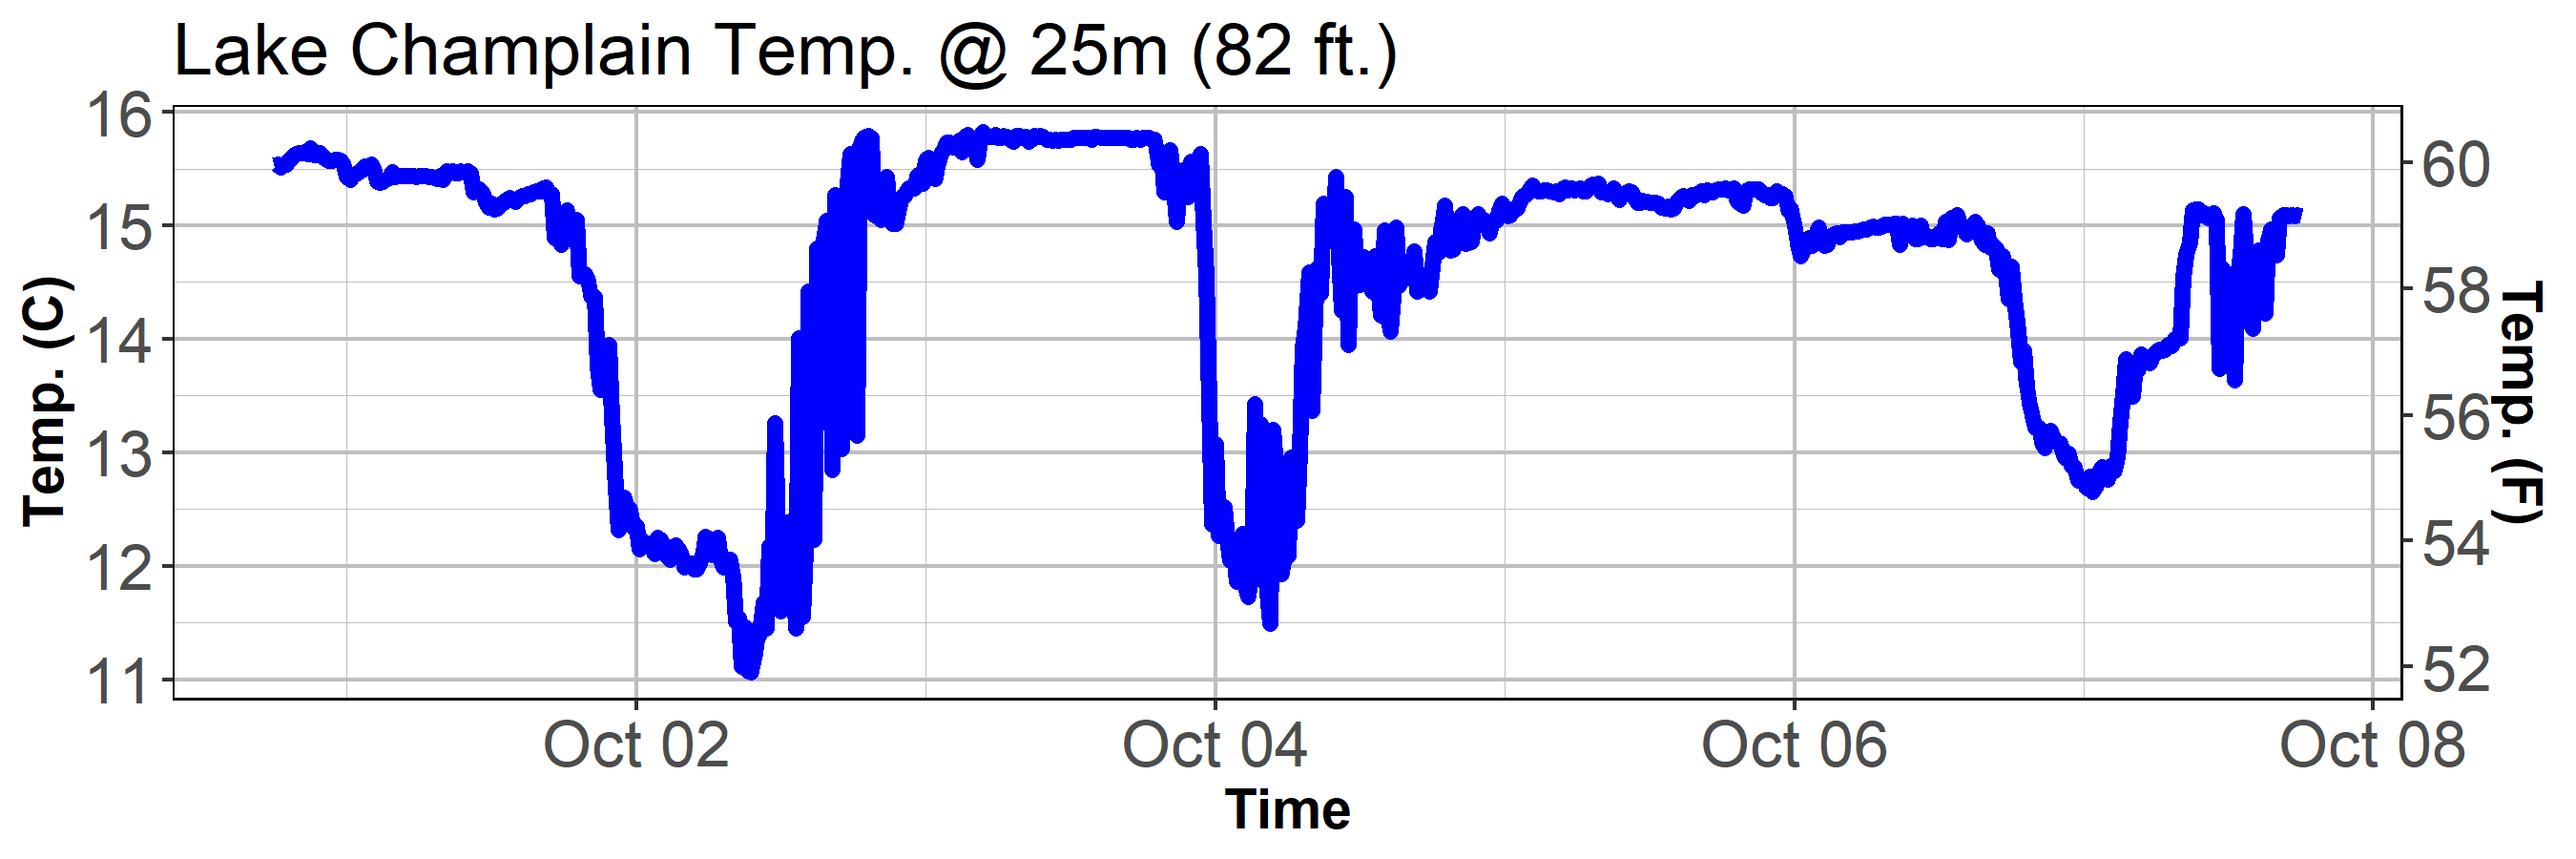 Lake Champlain Temp. @ 25m (82 ft.)
16
15
14
13
12
11
Temp. (C)
60
58
56
54
52
Temp. (F)
Oct 02
Oct 04
Oct 06
Oct 08
Time